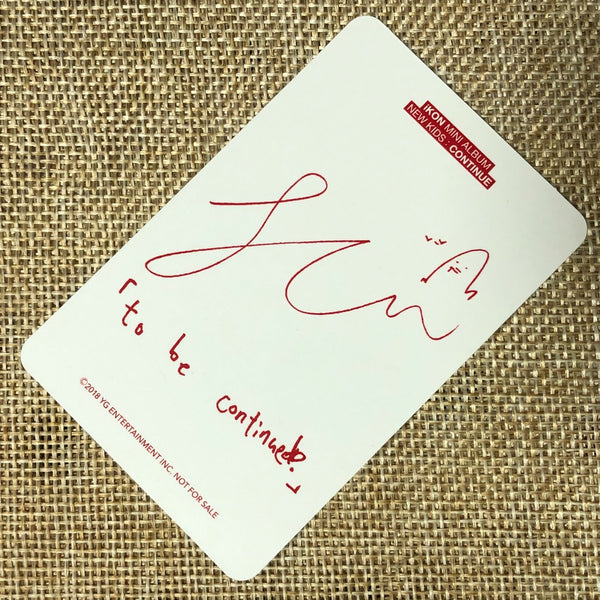 iKON MINI ALBUM
NEW KIDS : CONTINUE
「to be continued?」
©2018 YG ENTERTAINMENT INC. NOT FOR SALE